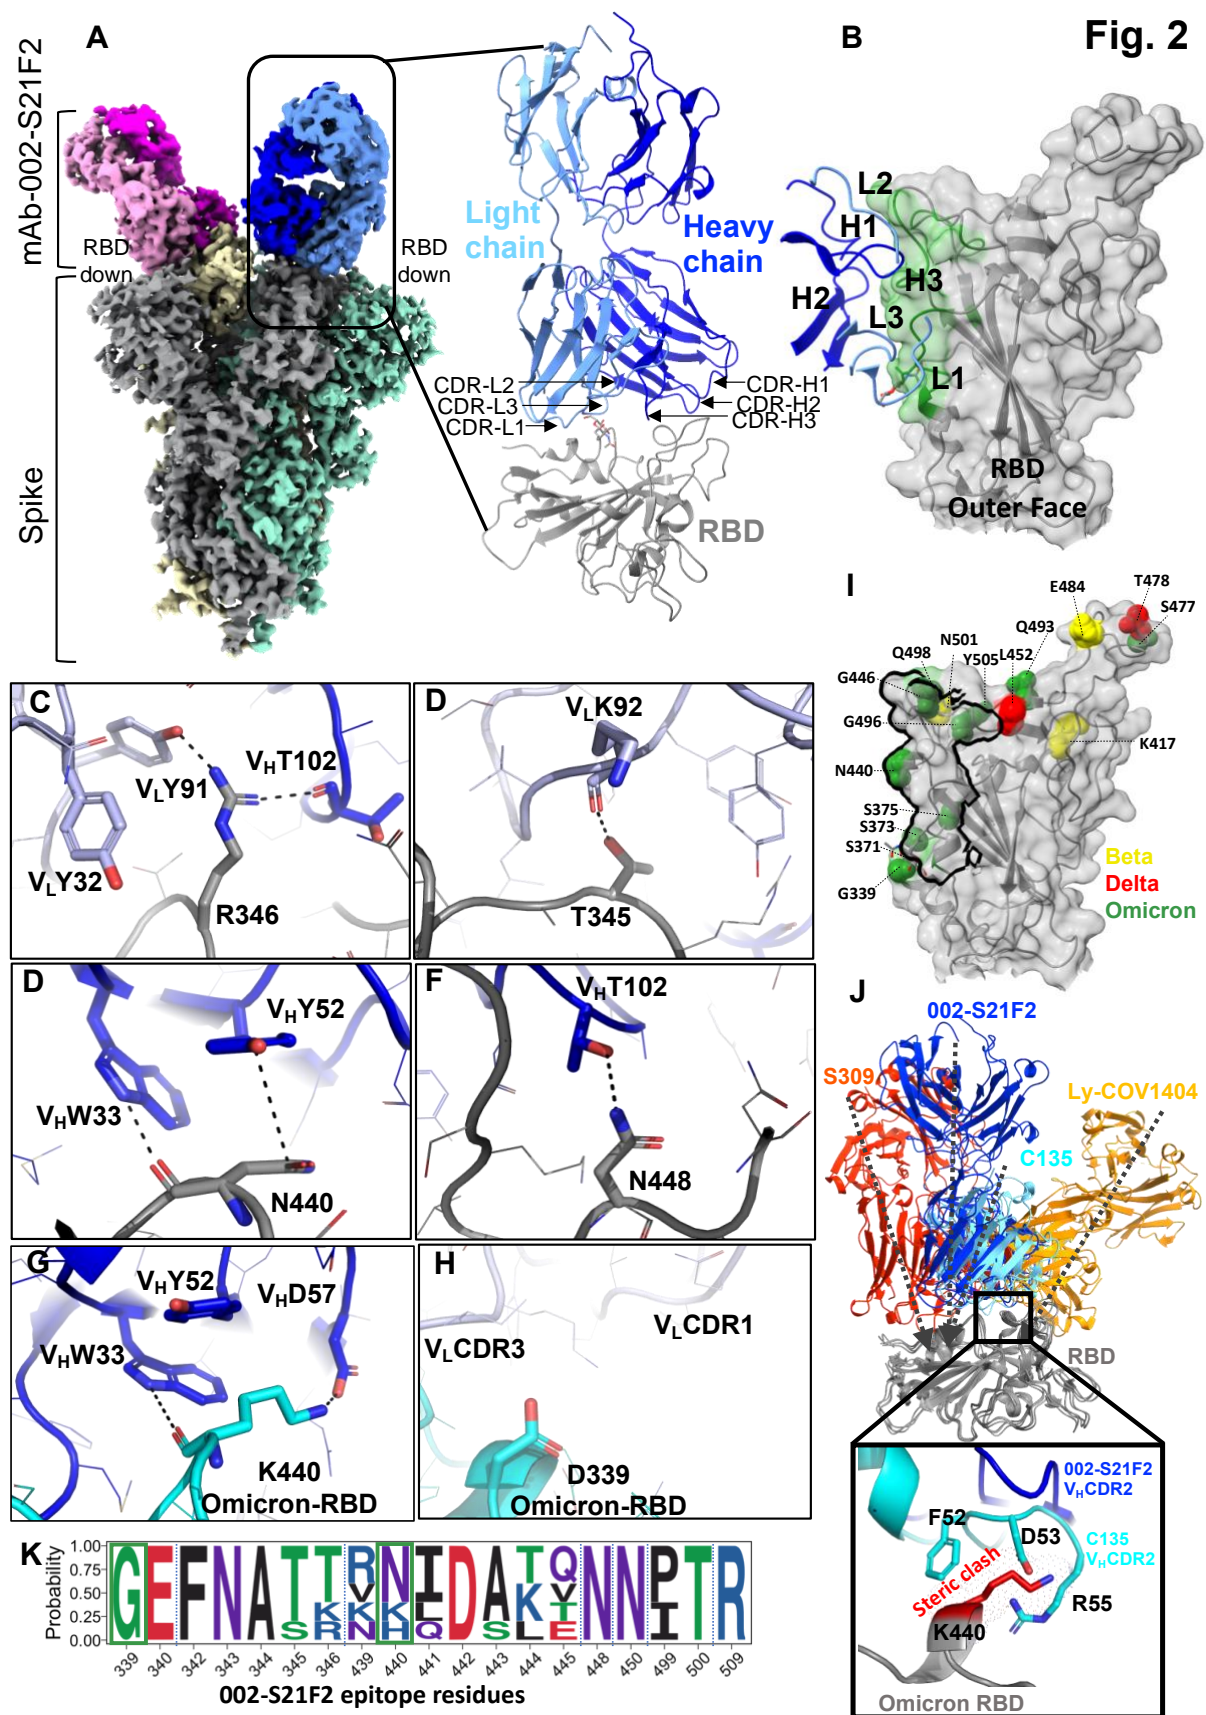 Fig. 2
A
mAb-002-S21F2
Spike
RBD
down
RBD
down
Light
chain
Heavy
chain
CDR-L2
CDR-L3
CDR-L1
CDR-H1
CDR-H2
CDR-H3
RBD
B
L2
H1
H3
H2
L3
L1
RBD
Outer Face
C
VLY91
VHT102
VLY32
R346
D
VLK92
T345
D
VHY52
VHW33
N440
F
VHT102
N448
G
VHY52
VHD57
VHW33
K440
Omicron-RBD
H
VLCDR3
VLCDR1
D339
Omicron-RBD
I
E484
T478
S477
Q493
N501
Y505
L452
Q498
G446
G496
K417
N440
S375
S373
S371
G339
Beta
Delta
Omicron
J
002-S21F2
S309
Ly-COV1404
C135
RBD
002-S21F2
VHCDR2
F52
D53
C135
VHCDR2
Steric clash
R55
K440
Omicron RBD
K
Probability
1.00
0.75
0.50
0.25
0.00
G E F N A T T R N I D A T Q N N P T R
V K V
K L K T I
S R N H Q S L E
339 340 342 343 344 345 346 439 440 441 442 443 444 445 448 450 499 500 509
002-S21F2 epitope residues